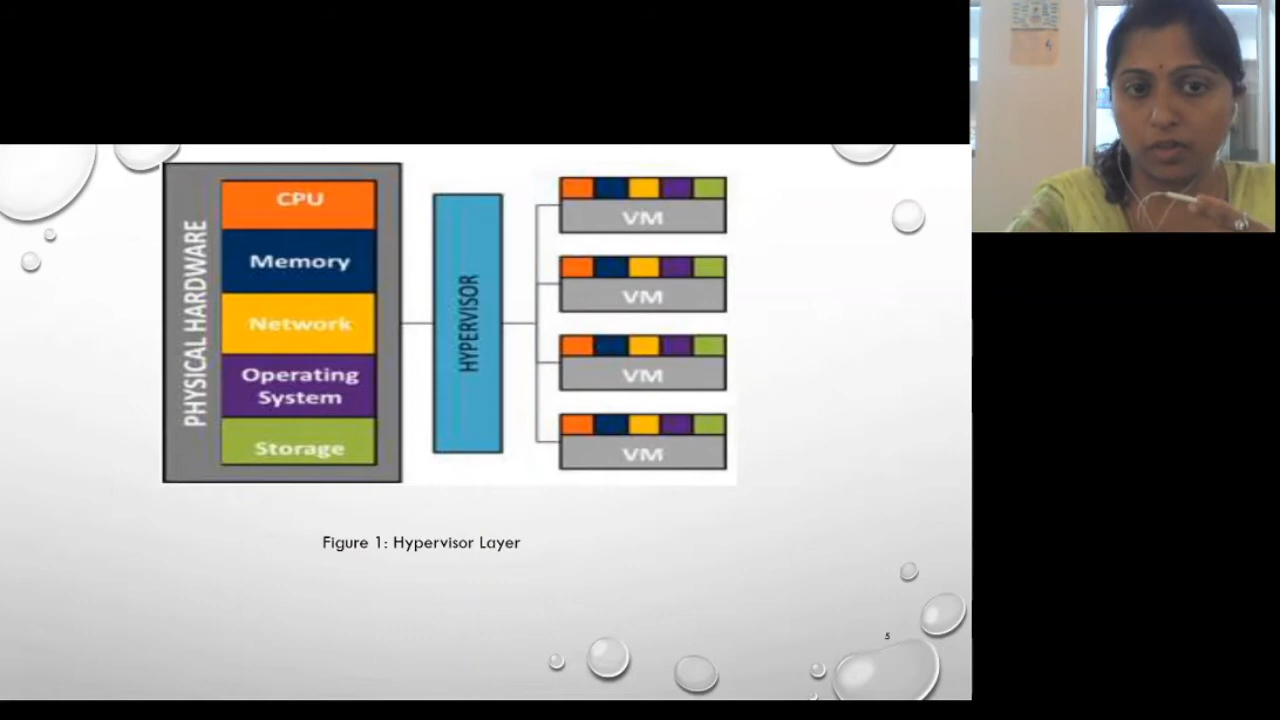 PHYSICAL HARDWARE
CPU
Memory
Network
Operating
System
Storage
HYPERVISOR
VM
VM
VM
VM
Figure 1: Hypervisor Layer
5